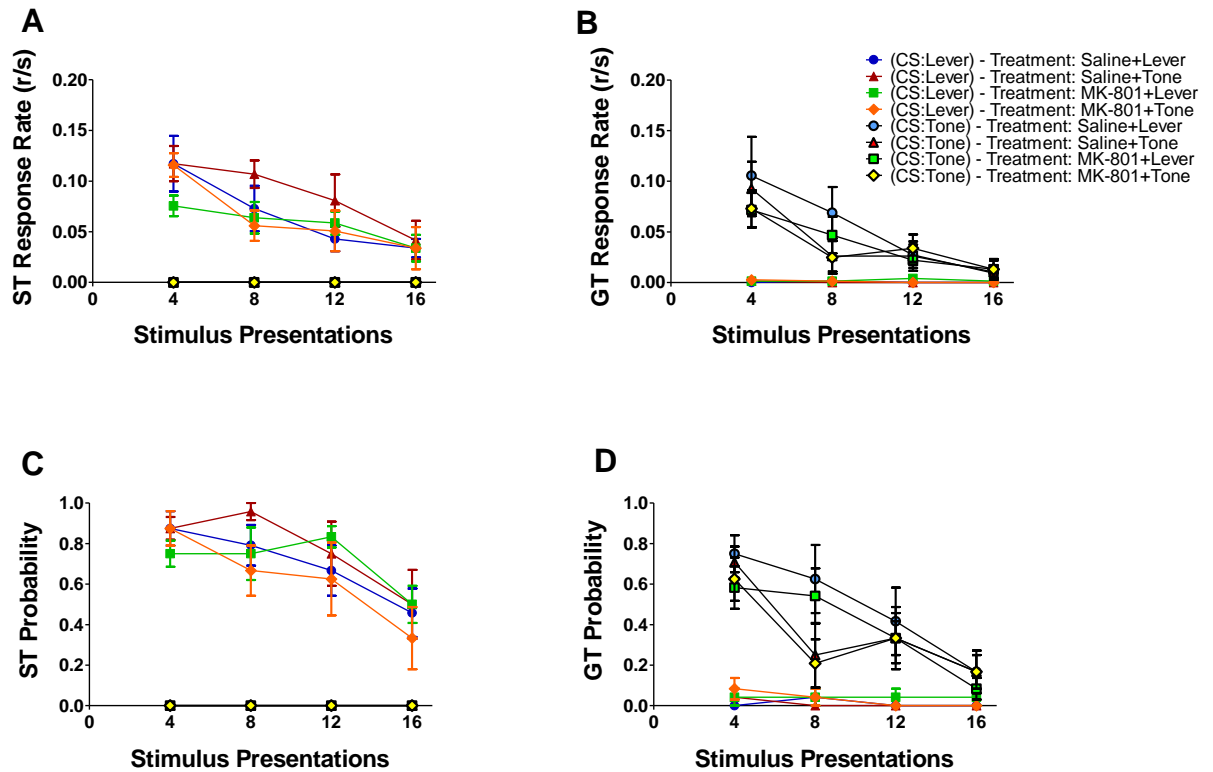 A
ST Response Rate (r/s)
0.20
0.15
0.10
0.05
0.00
0 4 8 12 16
Stimulus Presentations
B
GT Response Rate (r/s)
0.20
0.15
0.10
0.05
0.00
0 4 8 12 16
Stimulus Presentations
(CS:Lever) - Treatment: Saline+Lever
(CS:Lever) - Treatment: Saline+Tone
(CS:Lever) - Treatment: MK-801+Lever
(CS:Lever) - Treatment: MK-801+Tone
(CS:Tone) - Treatment: Saline+Lever
(CS:Tone) - Treatment: Saline+Tone
(CS:Tone) - Treatment: MK-801+Lever
(CS:Tone) - Treatment: MK-801+Tone
C
ST Probability
1.0
0.8
0.6
0.4
0.2
0.0
0 4 8 12 16
Stimulus Presentations
D
GT Probability
1.0
0.8
0.6
0.4
0.2
0.0
0 4 8 12 16
Stimulus Presentations